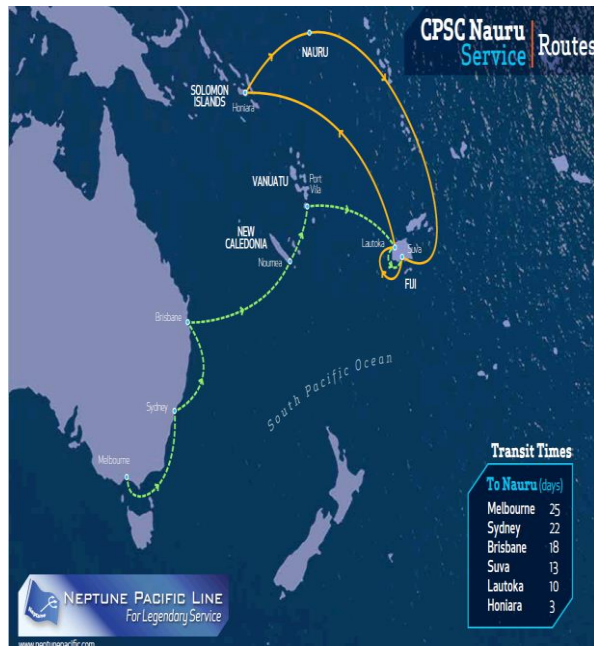 CPSC Nauru
Service
Routes
NAURU
SOLOMON
ISLANDS
Honiara
VANUATU
Port
Vila
NEW
CALEDONIA
Noumea
Lautoka
Suva
FIJI
Brisbane
South Pacific Ocean
Sydney
Melbourne
Transit Times
To Nauru (days)
Melbourne 25
Sydney 22
Brisbane 18
Suva 13
Lautoka 10
Honiara 3
Neptune
NEPTUNE PACIFIC LINE
For Legendary Service
www.neptunepacific.com